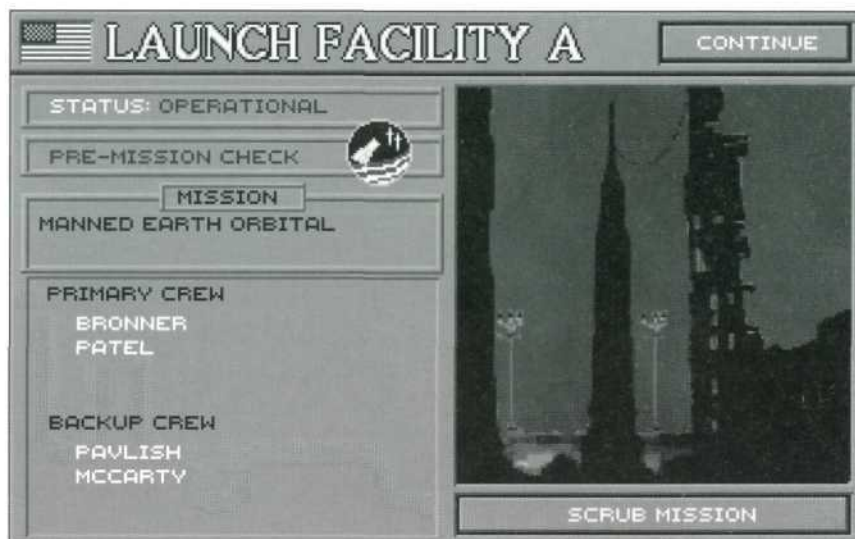 LAUNCH FACILITY A
CONTINUE
STATUS: OPERATIONAL
PRE-MISSION CHECK
MISSION
MANNED EARTH ORBITAL
PRIMARY CREW
BRONNER
PATEL
BACKUP CREW
PAVLISH
MCCARTY
SCRUB MISSION